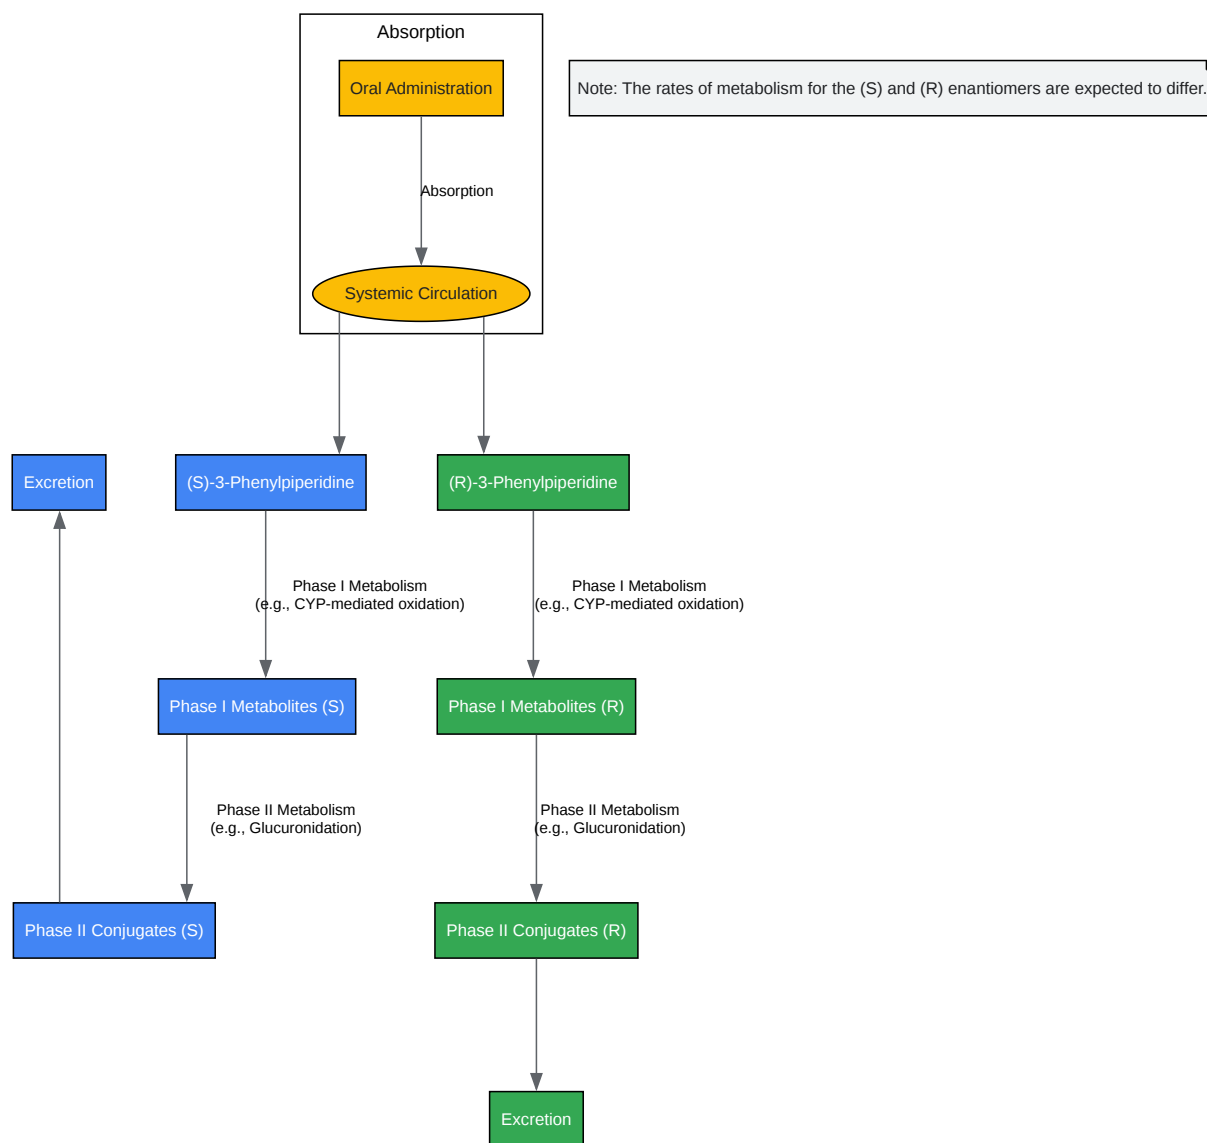 Absorption
Oral Administration
Note: The rates of metabolism for the (S) and (R) enantiomers are expected to differ.
Absorption
Systemic Circulation
Excretion
(S)-3-Phenylpiperidine
(R)-3-Phenylpiperidine
Phase I Metabolism
(e.g., CYP-mediated oxidation)
Phase I Metabolism
(e.g., CYP-mediated oxidation)
Phase I Metabolites (S)
Phase I Metabolites (R)
Phase II Metabolism
(e.g., Glucuronidation)
Phase II Metabolism
(e.g., Glucuronidation)
Phase II Conjugates (S)
Phase II Conjugates (R)
Excretion